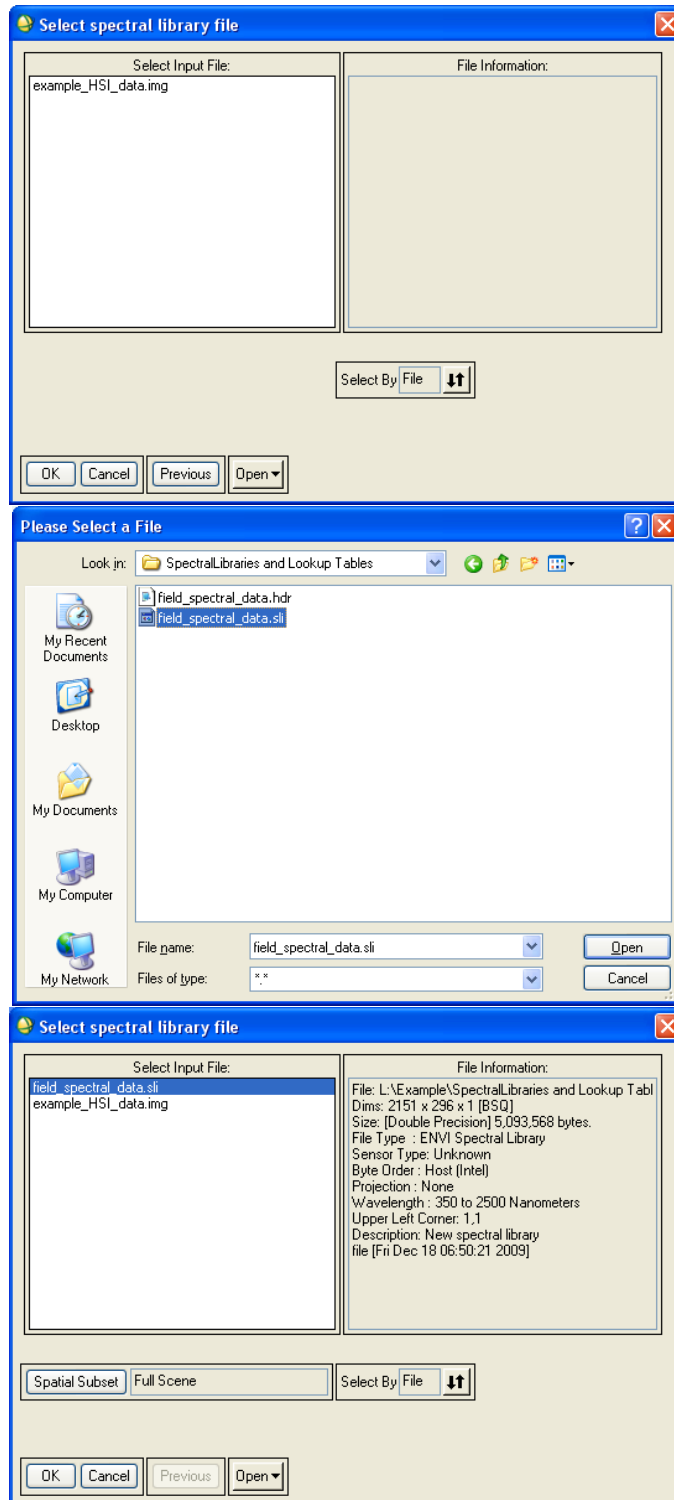 Select spectral library file
Select Input File:
File Information:
example_HSI_data.img
Select By File
OK Cancel Previous Open
Please Select a File
Look in: SpectralLibraries and Lookup Tables
field_spectral_data.hdr
field_spectral_data.sli
My Recent
Documents
Desktop
My Documents
My Computer
My Network
File name: field_spectral_data.sli Open
Files of type: *.* Cancel
Select spectral library file
Select Input File:
field_spectral_data.sli
example_HSI_data.img
File Information:
File: L:\Example\SpectralLibraries and Lookup Tabl
Dims: 2151 x 296 x 1 [BSQ]
Size: [Double Precision] 5,093,568 bytes.
File Type : ENVI Spectral Library
Sensor Type: Unknown
Byte Order : Host (Intel)
Projection : None
Wavelength : 350 to 2500 Nanometers
Upper Left Corner: 1,1
Description: New spectral library
file [Fri Dec 18 06:50:21 2009]
Spatial Subset Full Scene Select By File
OK Cancel Previous Open